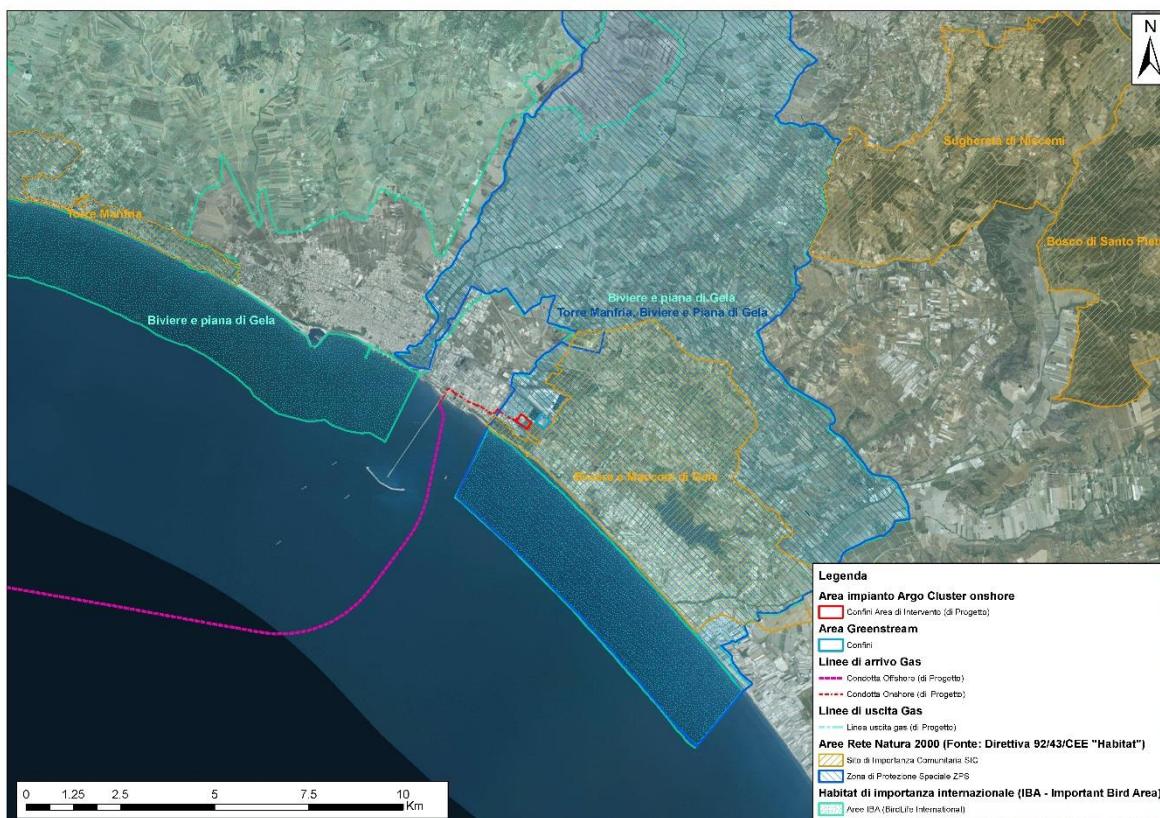 N
Sughereta di Niscemi
Torre Manfria
Bosco di Santo Piet
Biviere e piana di Gela
Torre Manfria, Biviere e Piana di Gela
Biviere e piana di Gela
Biviere e Macconi di Gela
Legenda
Area impianto Argo Cluster onshore
Confini Area di Intervento (di Progetto)
Area Greenstream
Confini
Linee di arrivo Gas
Condotta Offshore (di Progetto)
Condotta Onshore (di Progetto)
Linee di uscita Gas
Linea uscita gas (di Progetto)
Aree Rete Natura 2000 (Fonte: Direttiva 92/43/CEE "Habitat")
Sito di Importanza Comunitaria SIC
Zona di Protezione Speciale ZPS
Habitat di importanza internazionale (IBA - Important Bird Area)
Aree IBA (BirdLife International)
0 1.25 2.5 5 7.5 10
Km